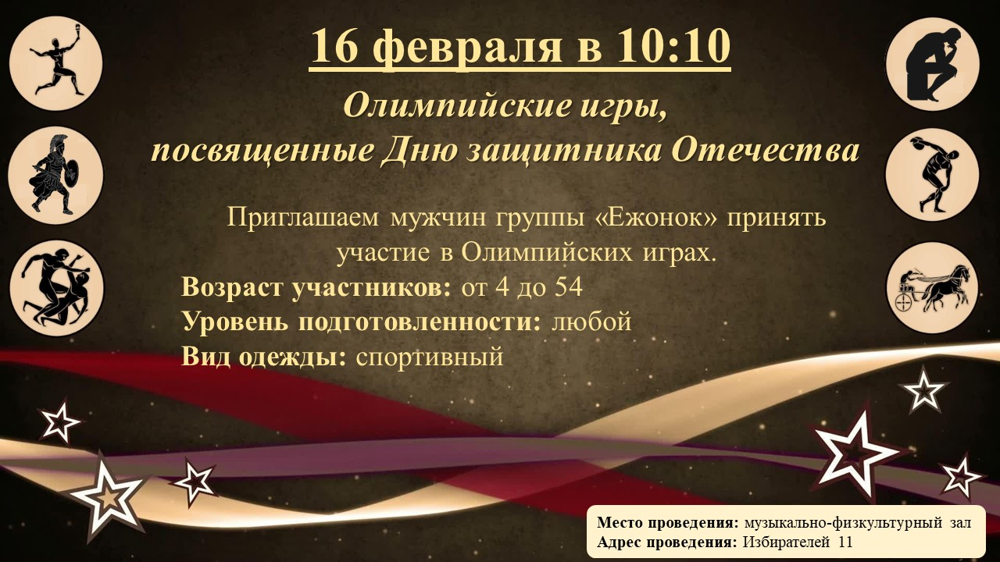 16 февраля в 10:10
Олимпийские игры,
посвященные Дню защитника Отечества
Приглашаем мужчин группы «Ежонок» принять
участие в Олимпийских играх.
Возраст участников: от 4 до 54
Уровень подготовленности: любой
Вид одежды: спортивный
Место проведения: музыкально-физкультурный зал
Адрес проведения: Избирателей 11